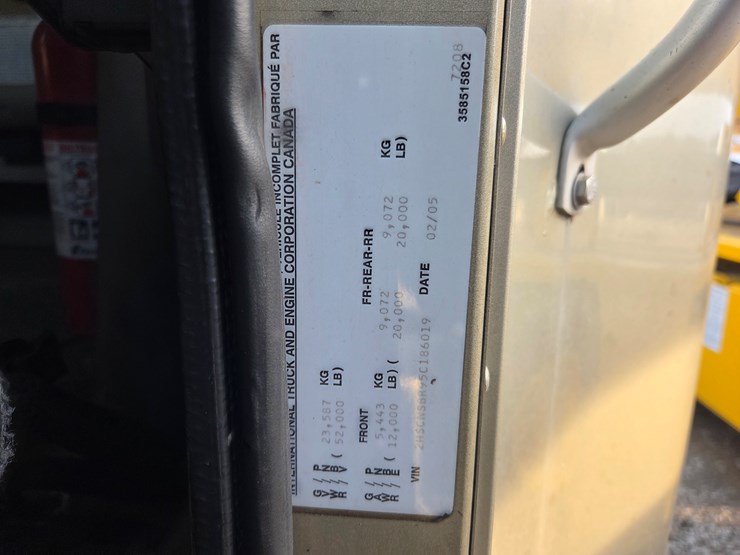 INCOMPLET FABRIQUÉ PAR
INTERNATIONAL TRUCK AND ENGINE CORPORATION CANADA
G / P 23,587 KG
V / N
W / B ( 52,000 LB)
R / V
FRONT FR-REAR-RR
G / P 5,443 KG 9,072 9,072 KG
A / N
W / B ( 12,000 LB) ( 20,000 20,000 LB)
R / E
VIN DATE 02/05
7208
3585158C2